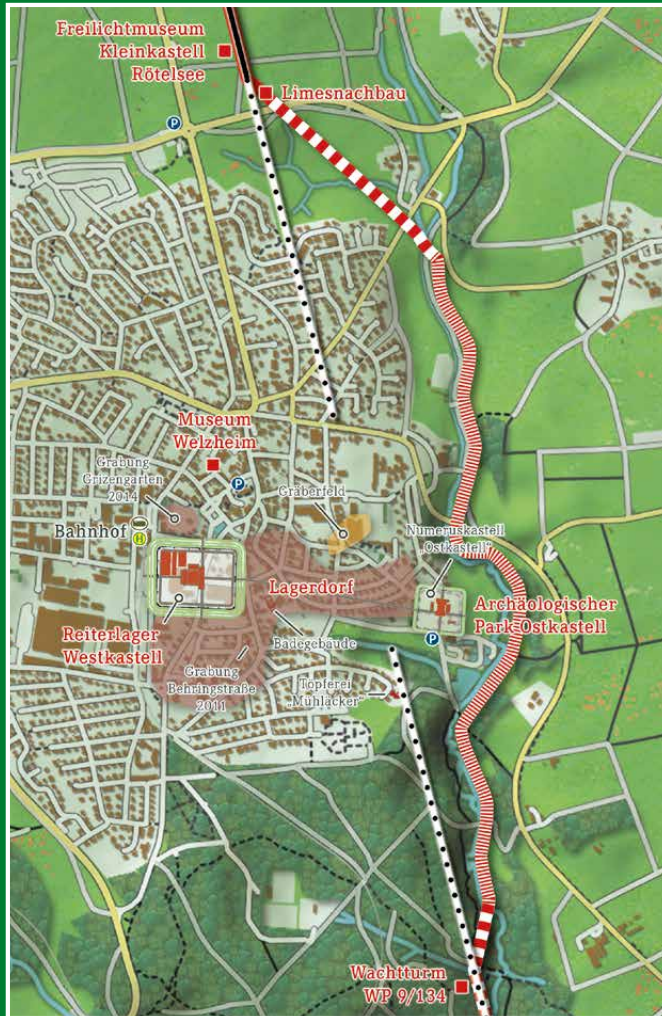 Freilichtmuseum
Kleinkastell
Rötelsee
Limesnachbau
P
Museum
Welzheim
Grabung
Grizengarten
2014
P
Gräberfeld
Bahnhof
H
Numeruskastell
„Ostkastell“
Lagerdorf
Archäologischer
Park Ostkastell
Reiterlager
Westkastell
Badegebäude
P
Grabung
Behringstraße
2011
Töpferei
„Mühläcker“
Wachtturm
WP 9/134